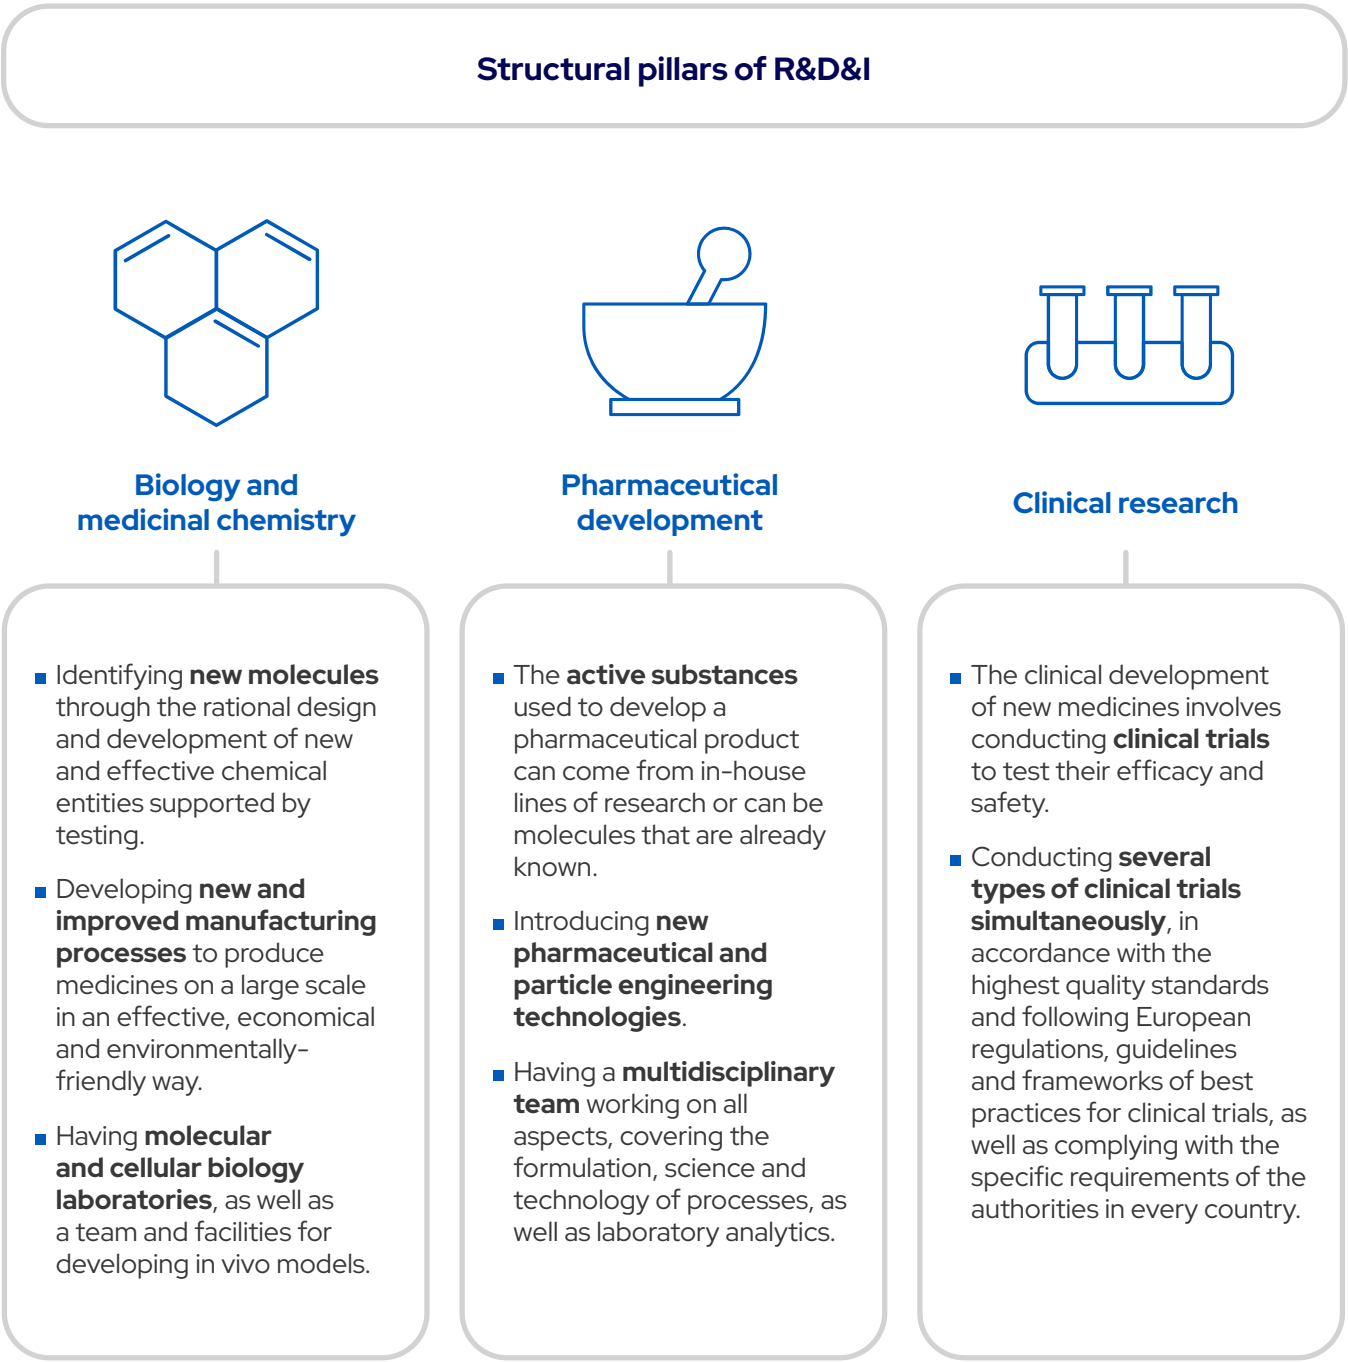 Structural pillars of R&D&I
Biology and
medicinal chemistry
Identifying new molecules
through the rational design
and development of new
and effective chemical
entities supported by
testing.
Developing new and
improved manufacturing
processes to produce
medicines on a large scale
in an effective, economical
and environmentally-
friendly way.
Having molecular
and cellular biology
laboratories, as well as
a team and facilities for
developing in vivo models.
Pharmaceutical
development
The active substances
used to develop a
pharmaceutical product
can come from in-house
lines of research or can be
molecules that are already
known.
Introducing new
pharmaceutical and
particle engineering
technologies.
Having a multidisciplinary
team working on all
aspects, covering the
formulation, science and
technology of processes, as
well as laboratory analytics.
Clinical research
The clinical development
of new medicines involves
conducting clinical trials
to test their efficacy and
safety.
Conducting several
types of clinical trials
simultaneously, in
accordance with the
highest quality standards
and following European
regulations, guidelines
and frameworks of best
practices for clinical trials, as
well as complying with the
specific requirements of the
authorities in every country.